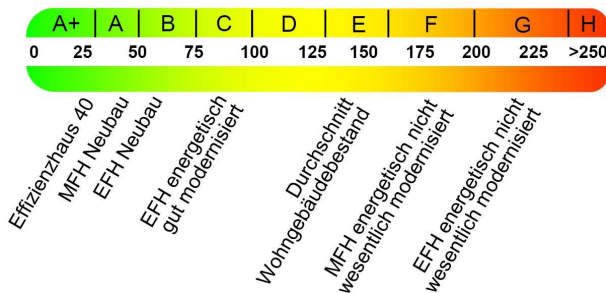 A+ A B C D E F G H
0 25 50 75 100 125 150 175 200 225 >250
Effizienzhaus 40
MFH Neubau
EFH Neubau
EFH energetisch
gut modernisiert
Durchschnitt
Wohngebäudebestand
MFH energetisch nicht
wesentlich modernisiert
EFH energetisch nicht
wesentlich modernisiert